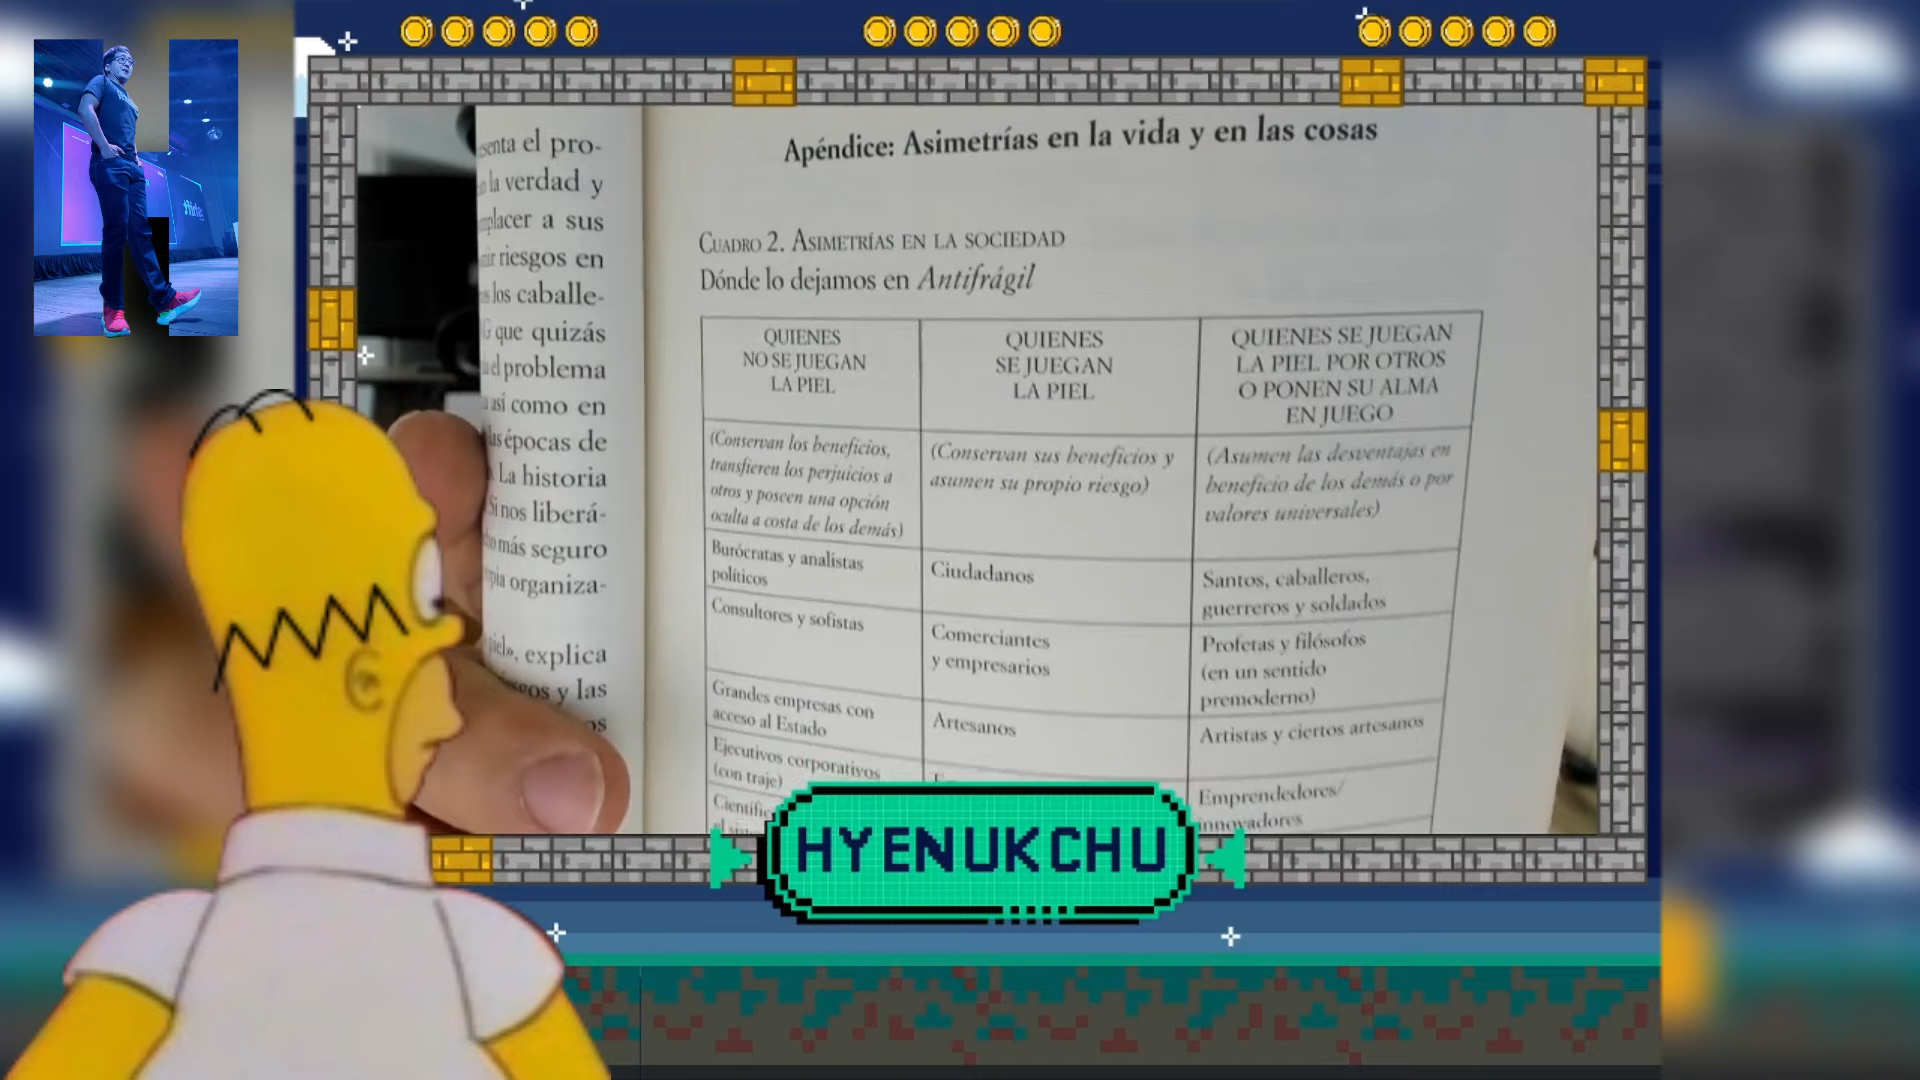 Apéndice: Asimetrías en la vida y en las cosas
CUADRO 2. ASIMETRÍAS EN LA SOCIEDAD
Dónde lo dejamos en Antifrágil
QUIENES
NO SE JUEGAN
LA PIEL
QUIENES
SE JUEGAN
LA PIEL
QUIENES SE JUEGAN
LA PIEL POR OTROS
O PONEN SU ALMA
EN JUEGO
(Conservan los beneficios,
transfieren los perjuicios a
otros y poseen una opción
oculta a costa de los demás)
(Conservan sus beneficios y
asumen su propio riesgo)
(Asumen las desventajas en
beneficio de los demás o por
valores universales)
Burócratas y analistas
políticos
Ciudadanos
Santos, caballeros,
guerreros y soldados
Consultores y sofistas
Comerciantes
y empresarios
Profetas y filósofos
(en un sentido
premoderno)
Grandes empresas con
acceso al Estado
Artesanos
Artistas y ciertos artesanos
Ejecutivos corporativos
(con traje)
Emprendedores/
innovadores
el pro-
la verdad y
a sus
riesgos en
los caballe-
que quizás
el problema
así como en
las épocas de
La historia
Si nos liberá-
más seguro
organiza-
explica
y las
HYENUKCHU